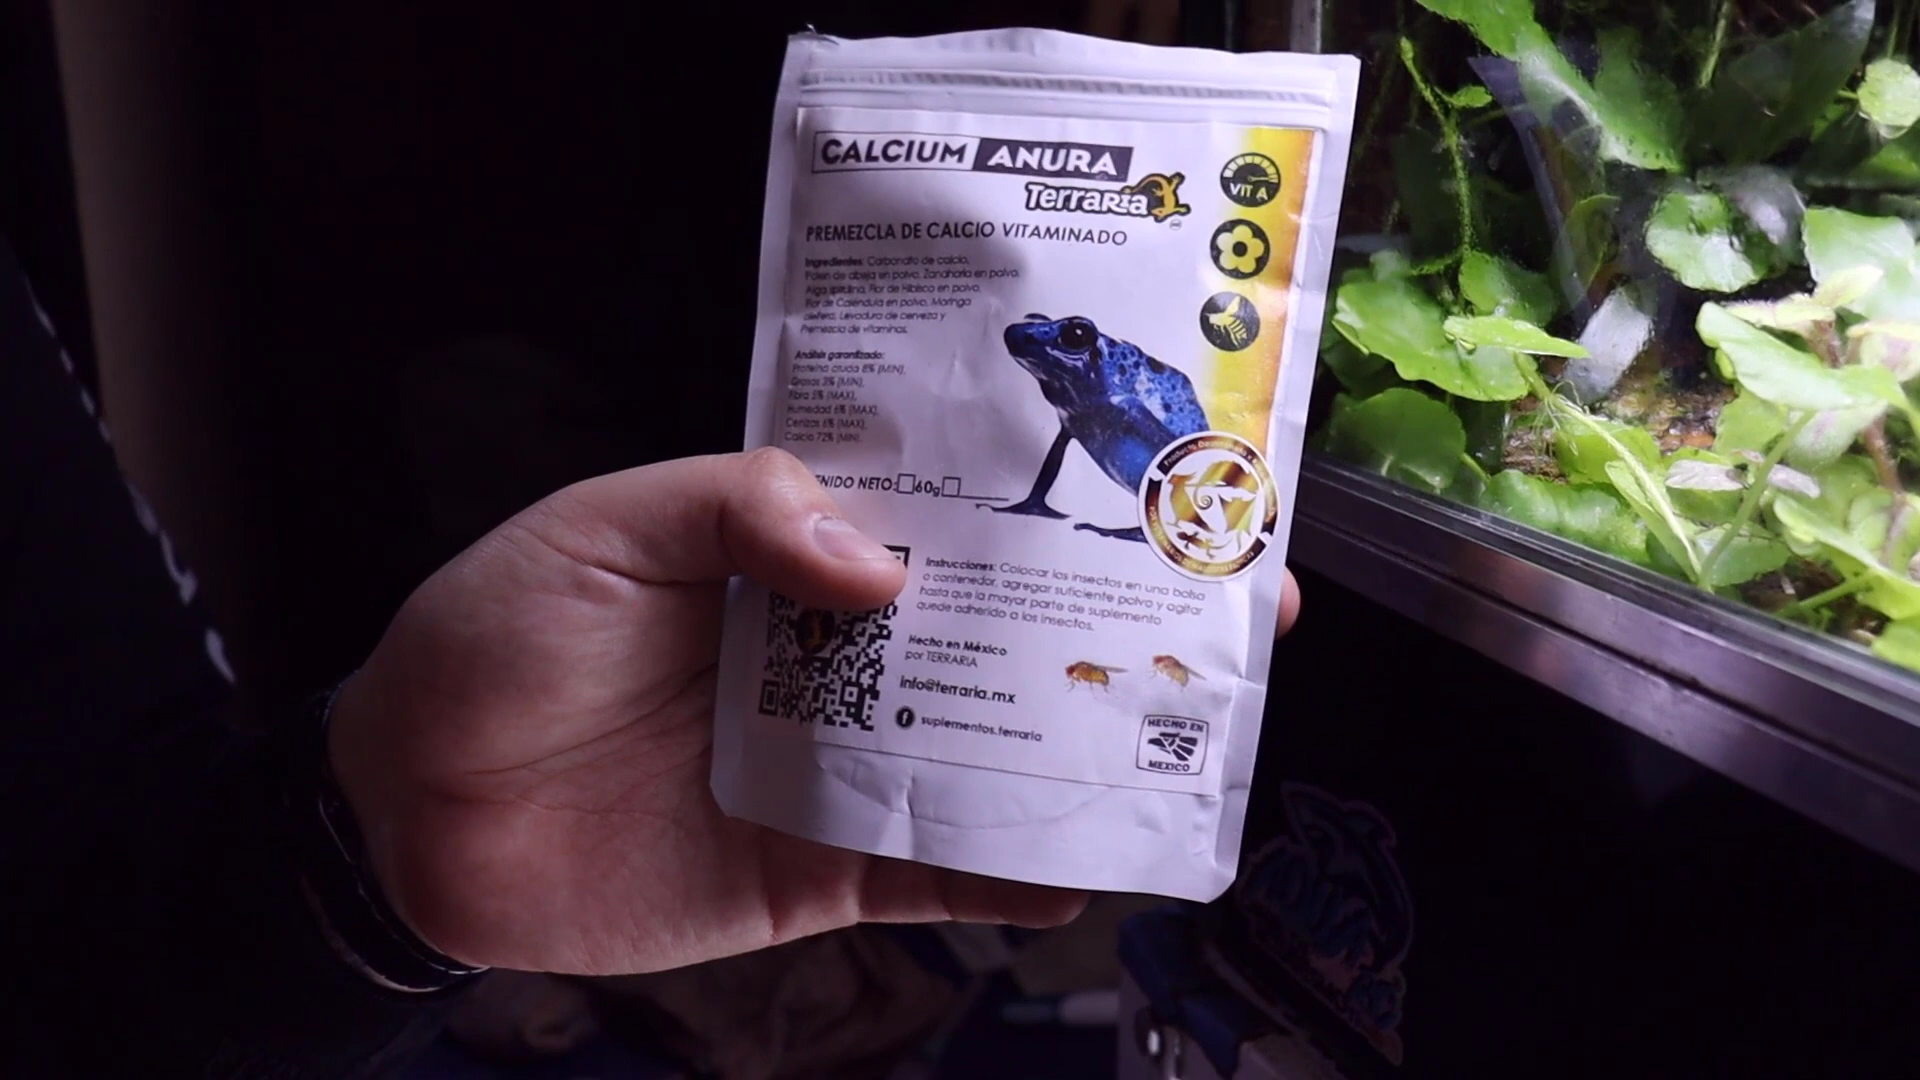 CALCIUM ANURA
Terraria
VIT A
PREMEZCLA DE CALCIO VITAMINADO
Ingredientes: Carbonato de calcio,
Polen de abeja en polvo, Zanahoria en polvo,
Alga spirulina, Flor de Hibisco en polvo,
Flor de Calendula en polvo, Moringa
oleifera, Levadura de cerveza y
Premezcla de vitaminas.
Análisis garantizado:
Proteína cruda 8% (MIN),
Grasas 3% (MIN),
Fibra 5% (MAX),
Humedad 6% (MAX),
Cenizas 6% (MAX),
Calcio 72% (MIN).
NIDO NETO: 60g
Instrucciones: Colocar los insectos en una bolsa
o contenedor, agregar suficiente polvo y agitar
hasta que la mayor parte de suplemento
quede adherido a los insectos.
Hecho en México
por TERRARIA
info@terraria.mx
suplementos.terraria
HECHO EN
MEXICO